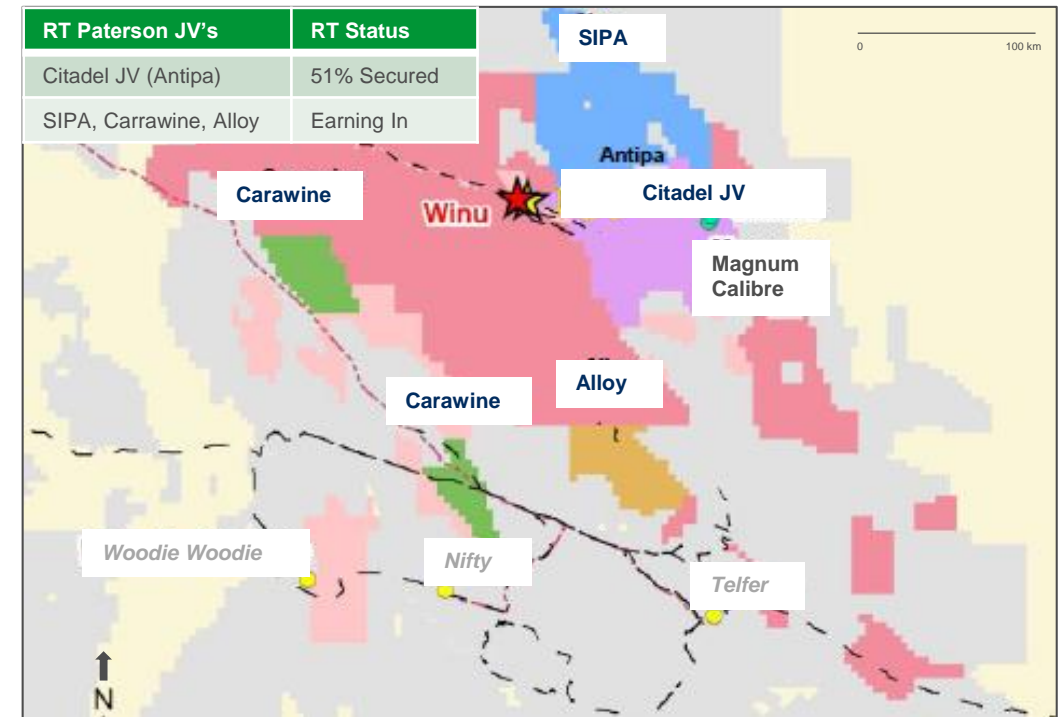 RT Paterson JV's RT Status
Citadel JV (Antipa) 51% Secured
SIPA, Carrawine, Alloy Earning In
SIPA
0 100 km
Antipa
Carawine
Citadel JV
Winu
Magnum
Calibre
Alloy
Carawine
Woodie Woodie
Nifty
Telfer
N